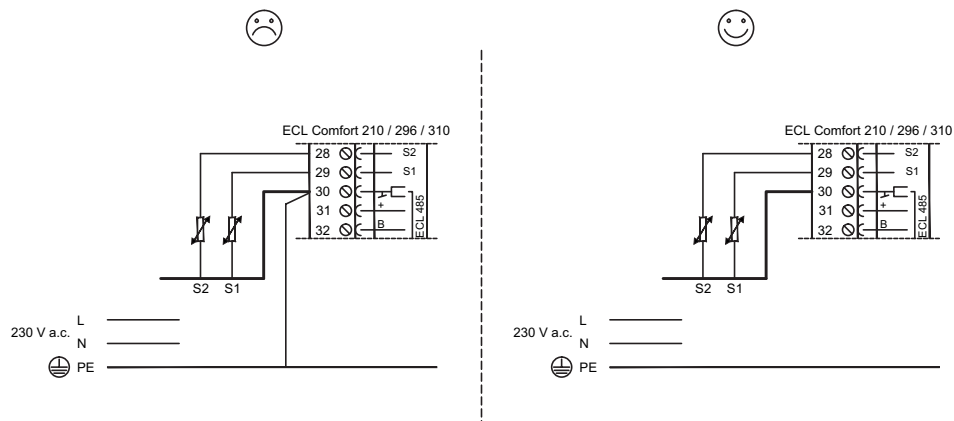 ECL Comfort 210 / 296 / 310
28 S2
29 S1
30
31 +
32 B
ECL 485
S2 S1
L
230 V a.c.
N
PE
ECL Comfort 210 / 296 / 310
28 S2
29 S1
30
31 +
32 B
ECL 485
S2 S1
L
230 V a.c.
N
PE